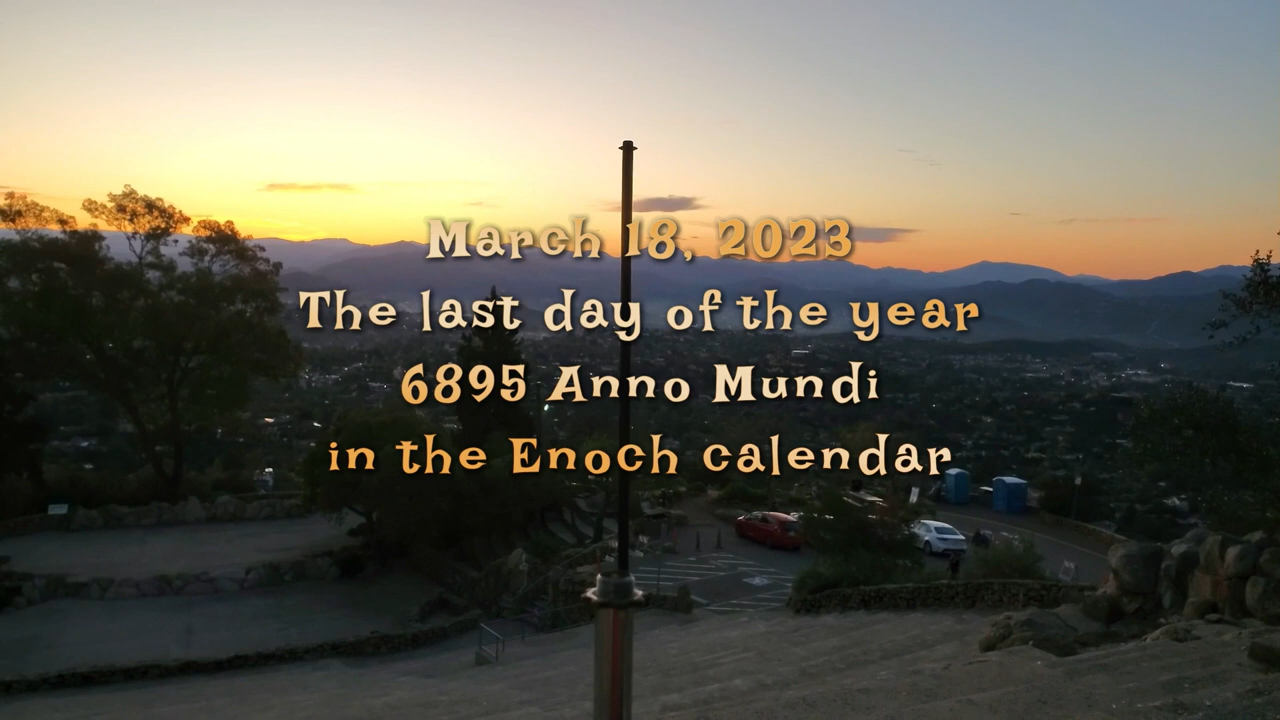 March 18, 2023
The last day of the year
6895 Anno Mundi
in the Enoch calendar